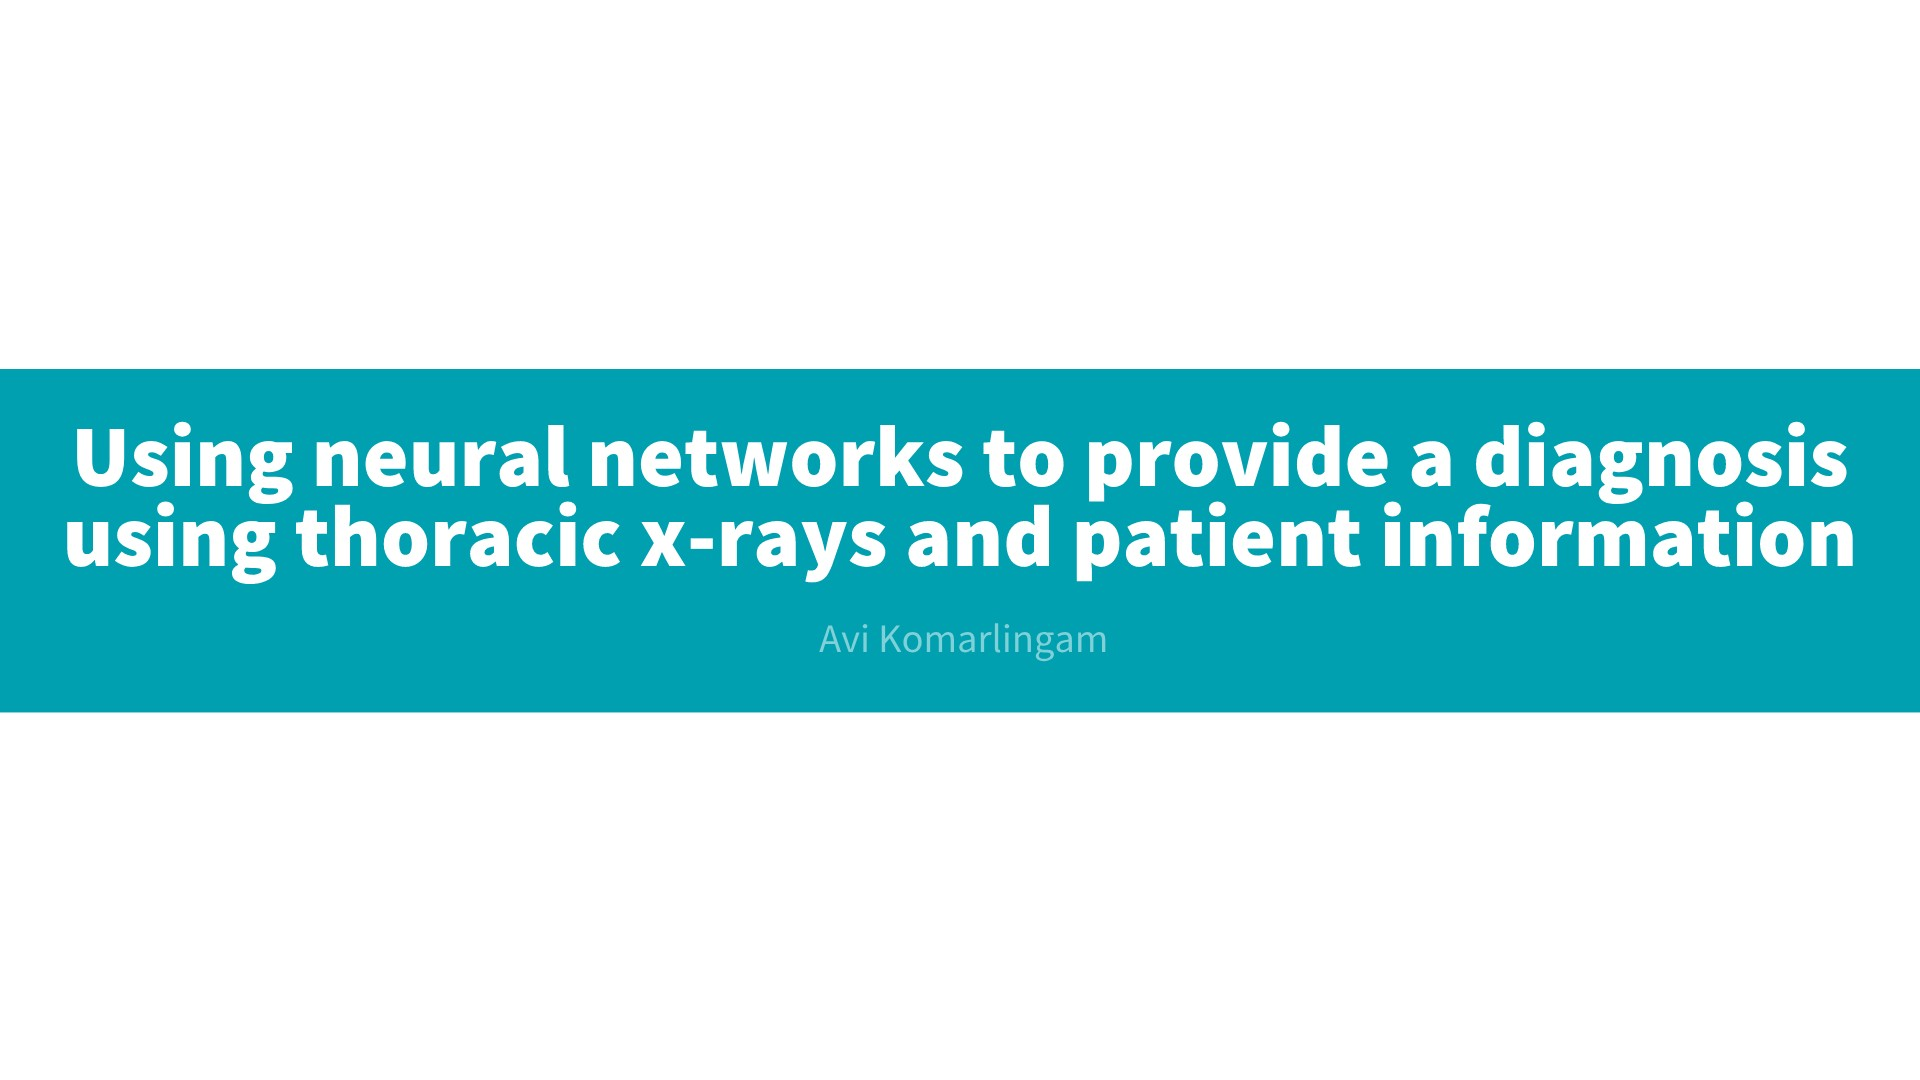 Using neural networks to provide a diagnosis
using thoracic x-rays and patient information
Avi Komarlingam